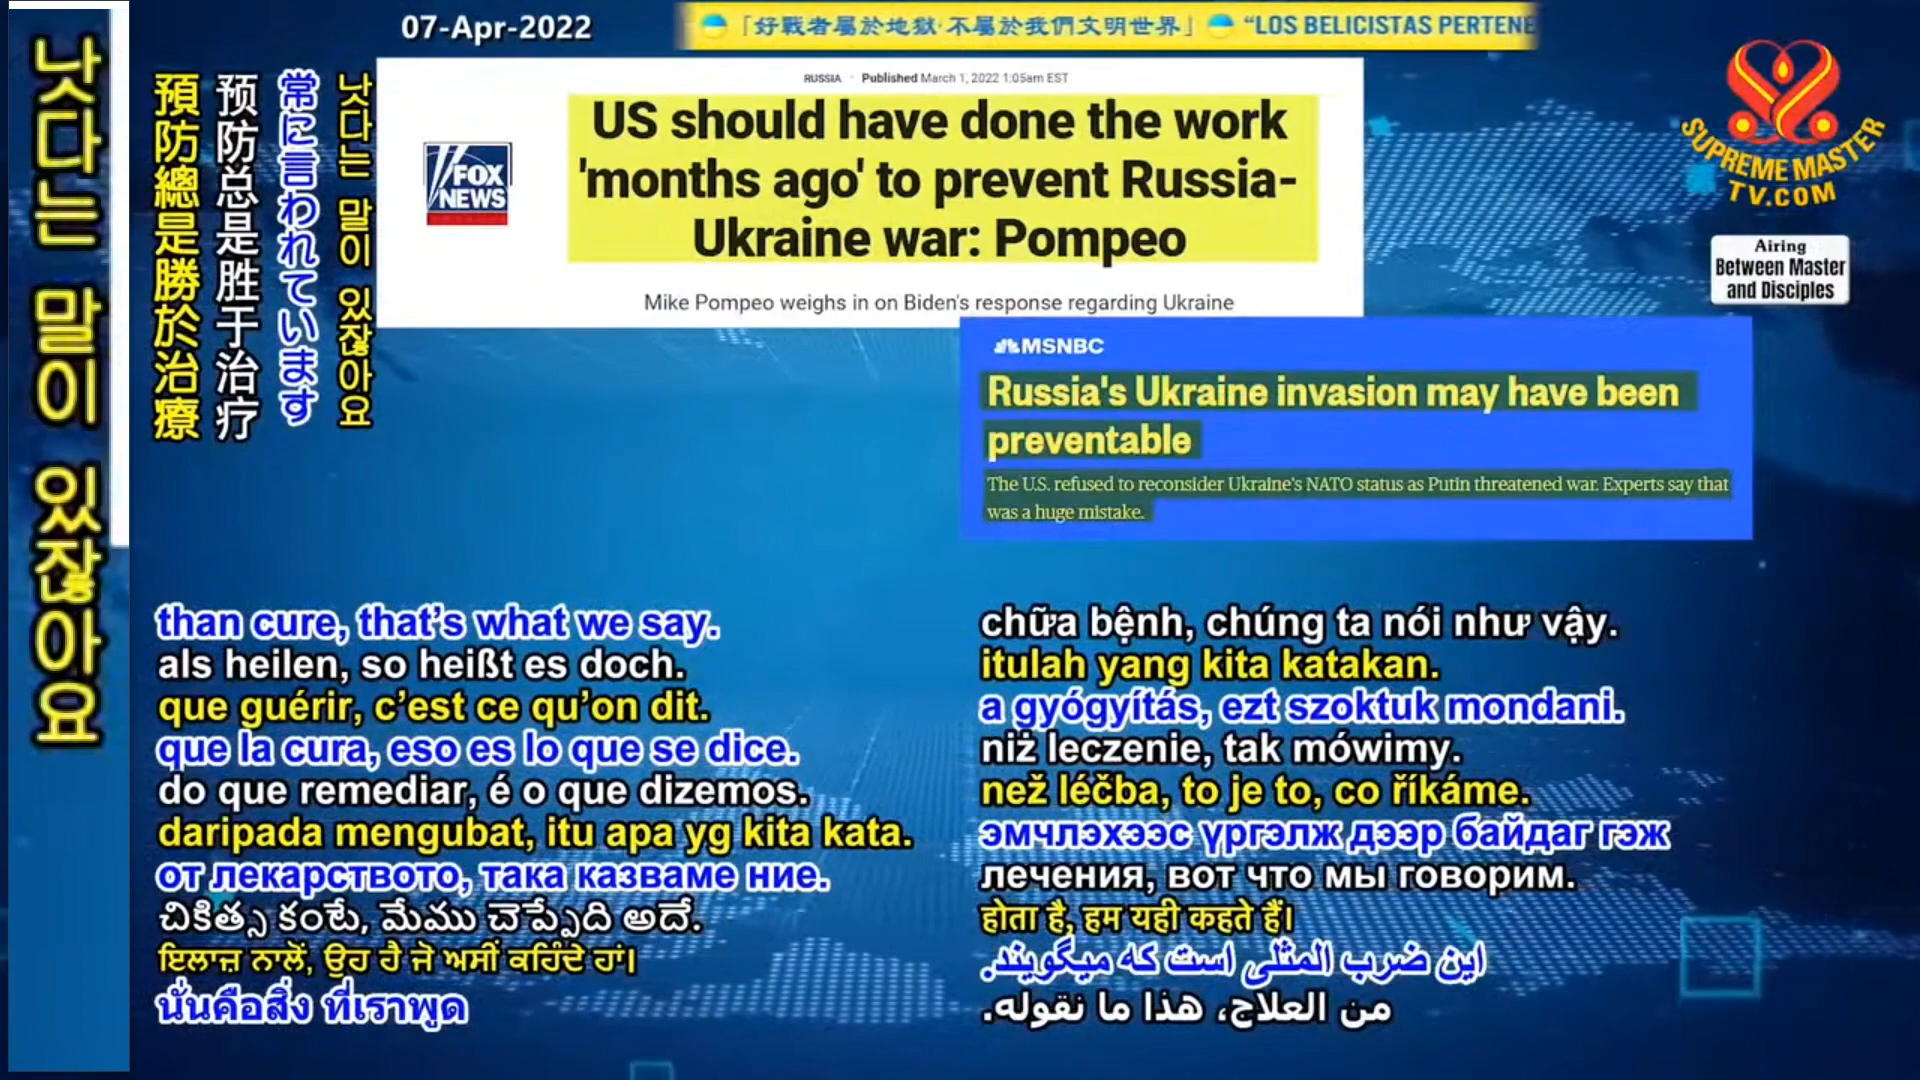 07-Apr-2022
「好戰者屬於地獄·不屬於我們文明世界」 “LOS BELICISTAS PERTENE
낫다는 말이 있잖아요
預防總是勝於治療
预防总是胜于治疗
常に言われています
낫다는 말이 있잖아요
RUSSIA · Published March 1, 2022 1:05am EST
FOX
NEWS
US should have done the work
'months ago' to prevent Russia-
Ukraine war: Pompeo
Mike Pompeo weighs in on Biden's response regarding Ukraine
SUPREME MASTER
TV.COM
Airing
Between Master
and Disciples
MSNBC
Russia's Ukraine invasion may have been
preventable
The U.S. refused to reconsider Ukraine's NATO status as Putin threatened war. Experts say that
was a huge mistake.
than cure, that’s what we say.
als heilen, so heißt es doch.
que guérir, c’est ce qu’on dit.
que la cura, eso es lo que se dice.
do que remediar, é o que dizemos.
daripada mengubat, itu apa yg kita kata.
от лекарството, така казваме ние.
చికిత్స కంటే, మేము చెప్పేది అదే.
ਇਲਾਜ਼ ਨਾਲੋਂ, ਉਹ ਹੈ ਜੋ ਅਸੀਂ ਕਹਿੰਦੇ ਹਾਂ।
นั่นคือสิ่ง ที่เราพูด
chữa bệnh, chúng ta nói như vậy.
itulah yang kita katakan.
a gyógyítás, ezt szoktuk mondani.
niż leczenie, tak mówimy.
než léčba, to je to, co říkáme.
эмчлэхээс үргэлж дээр байдаг гэж
лечения, вот что мы говорим.
होता है, हम यही कहते हैं।
این ضرب المثلی است که میگویند.
من العلاج، هذا ما نقوله.